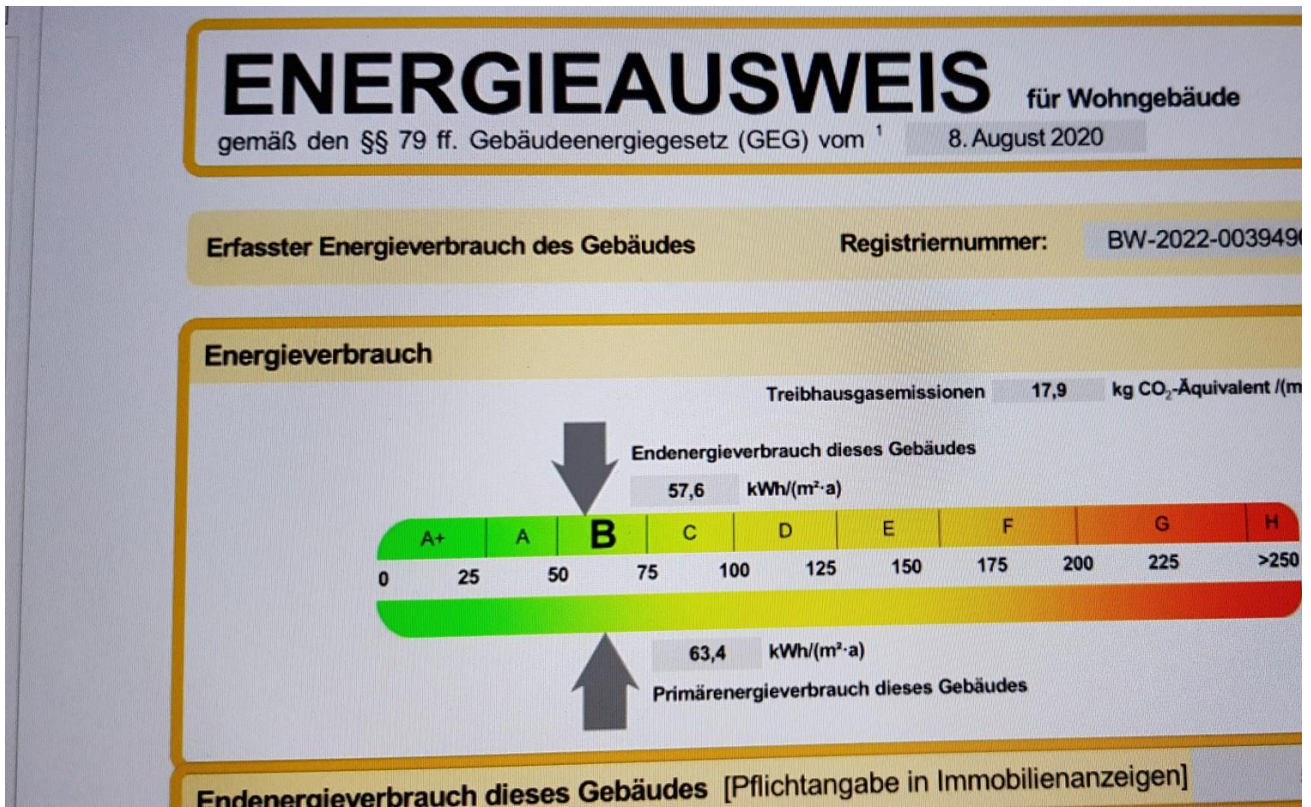 ENERGIEAUSWEIS für Wohngebäude
gemäß den §§ 79 ff. Gebäudeenergiegesetz (GEG) vom ¹ 8. August 2020
Erfasster Energieverbrauch des Gebäudes Registriernummer: BW-2022-0039490
Energieverbrauch
Treibhausgasemissionen 17,9 kg CO₂-Äquivalent /(m
Endenergieverbrauch dieses Gebäudes
57,6 kWh/(m²·a)
A+ A B C D E F G H
0 25 50 75 100 125 150 175 200 225 >250
63,4 kWh/(m²·a)
Primärenergieverbrauch dieses Gebäudes
Endenergieverbrauch dieses Gebäudes [Pflichtangabe in Immobilienanzeigen]